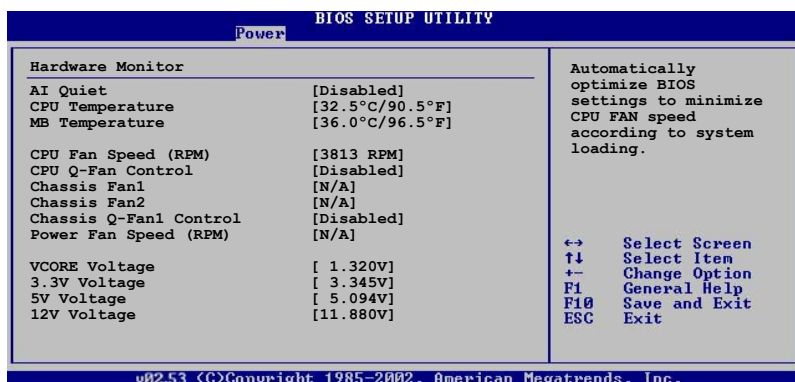 BIOS SETUP UTILITY
Power
Hardware Monitor
AI Quiet [Disabled]
CPU Temperature [32.5°C/90.5°F]
MB Temperature [36.0°C/96.5°F]
CPU Fan Speed (RPM) [3813 RPM]
CPU Q-Fan Control [Disabled]
Chassis Fan1 [N/A]
Chassis Fan2 [N/A]
Chassis Q-Fan1 Control [Disabled]
Power Fan Speed (RPM) [N/A]
VCORE Voltage [ 1.320V]
3.3V Voltage [ 3.345V]
5V Voltage [ 5.094V]
12V Voltage [11.880V]
Automatically
optimize BIOS
settings to minimize
CPU FAN speed
according to system
loading.
←→ Select Screen
↑↓ Select Item
+- Change Option
F1 General Help
F10 Save and Exit
ESC Exit
v02.53 (C)Copyright 1985-2002, American Megatrends, Inc.